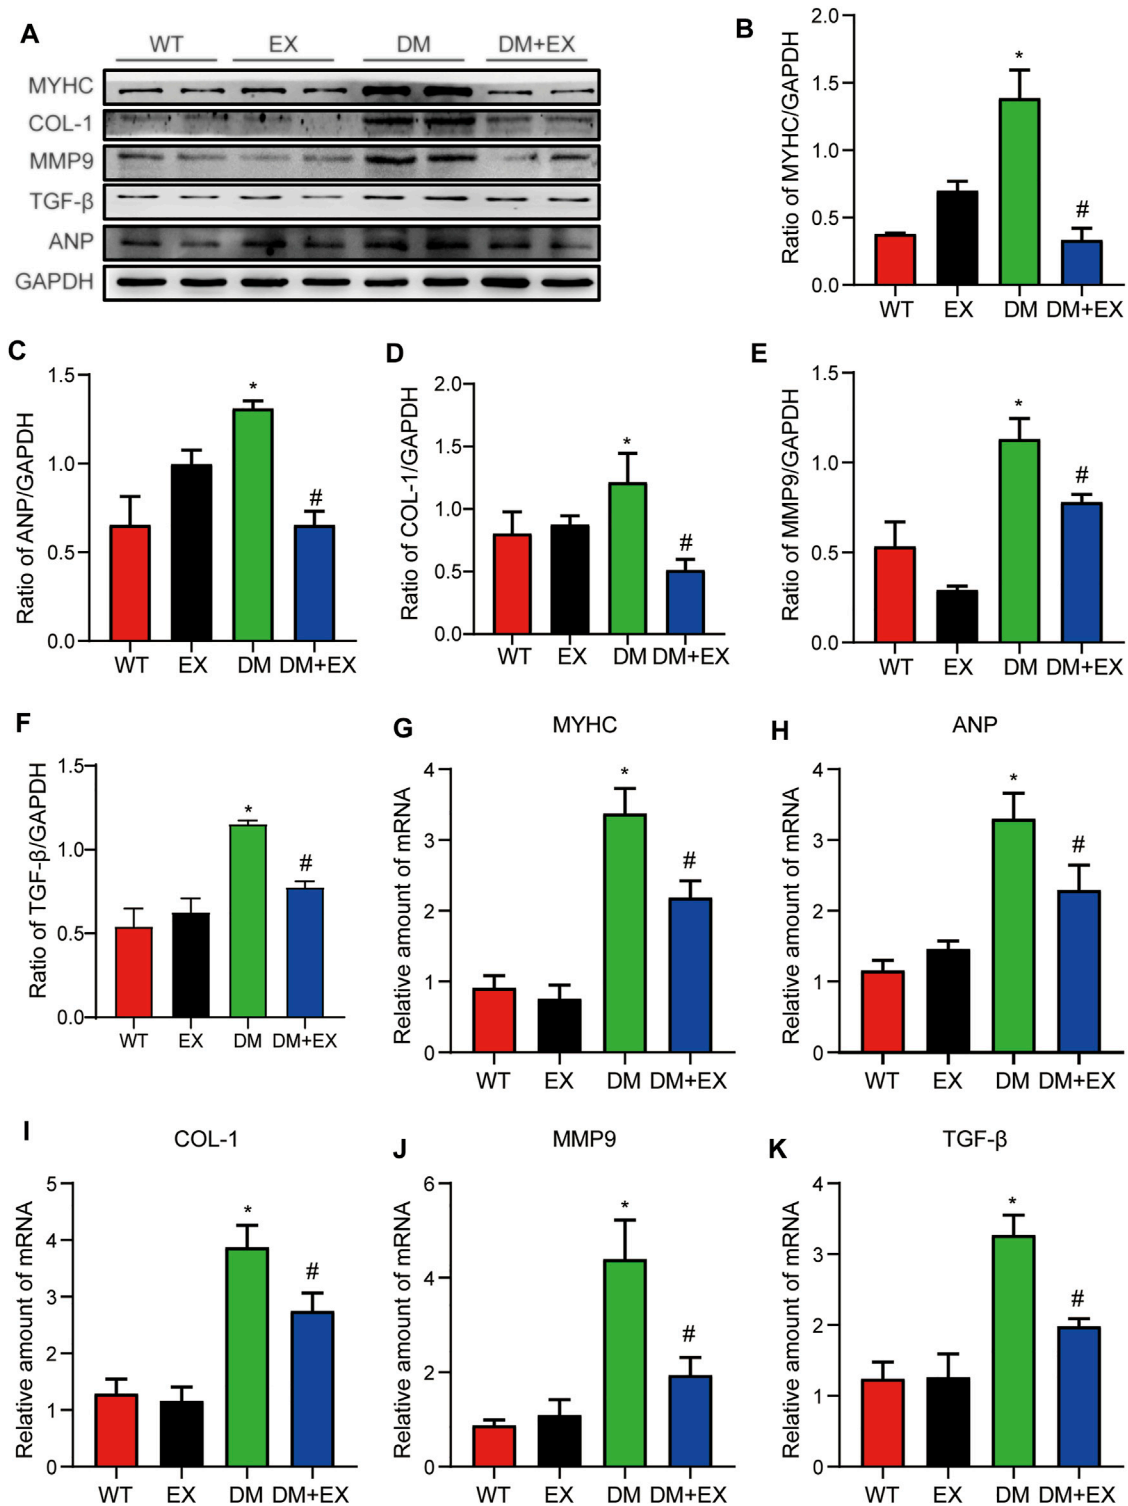 A
WT EX DM DM+EX
MYHC
COL-1
MMP9
TGF-β
ANP
GAPDH
B
Ratio of MYHC/GAPDH
2.0
1.5
1.0
0.5
0.0
*
#
WT EX DM DM+EX
C
Ratio of ANP/GAPDH
1.5
1.0
0.5
0.0
*
#
WT EX DM DM+EX
D
Ratio of COL-1/GAPDH
2.0
1.5
1.0
0.5
0.0
*
#
WT EX DM DM+EX
E
Ratio of MMP9/GAPDH
1.5
1.0
0.5
0.0
*
#
WT EX DM DM+EX
F
Ratio of TGF-β/GAPDH
1.5
1.0
0.5
0.0
*
#
WT EX DM DM+EX
G
MYHC
Relative amount of mRNA
4
3
2
1
0
*
#
WT EX DM DM+EX
H
ANP
Relative amount of mRNA
4
3
2
1
0
*
#
WT EX DM DM+EX
I
COL-1
Relative amount of mRNA
5
4
3
2
1
0
*
#
WT EX DM DM+EX
J
MMP9
Relative amount of mRNA
6
4
2
0
*
#
WT EX DM DM+EX
K
TGF-β
Relative amount of mRNA
4
3
2
1
0
*
#
WT EX DM DM+EX